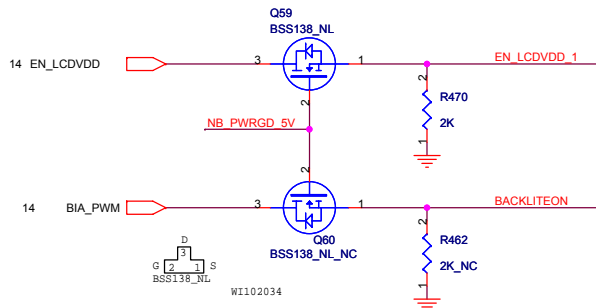 Q59
BSS138_NL
14 EN_LCDVDD
3
1
EN_LCDVDD_1
2
2
R470
2K
1
NB_PWRGD_5V
2
14 BIA_PWM
3
1
BACKLITEON
Q60
BSS138_NL_NC
2
R462
2K_NC
1
D
3
G 2 1 S
BSS138_NL
WI102034